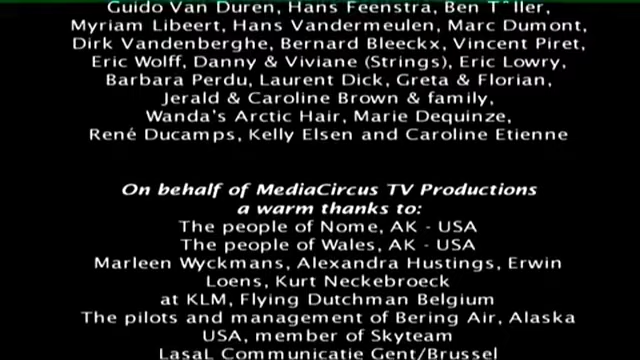 Guido Van Duren, Hans Feenstra, Ben T^ller,
Myriam Libeert, Hans Vandermeulen, Marc Dumont,
Dirk Vandenberghe, Bernard Bleeckx, Vincent Piret,
Eric Wolff, Danny & Viviane (Strings), Eric Lowry,
Barbara Perdu, Laurent Dick, Greta & Florian,
Jerald & Caroline Brown & family,
Wanda's Arctic Hair, Marie Dequinze,
René Ducamps, Kelly Elsen and Caroline Etienne
On behalf of MediaCircus TV Productions
a warm thanks to:
The people of Nome, AK - USA
The people of Wales, AK - USA
Marleen Wyckmans, Alexandra Hustings, Erwin
Loens, Kurt Neckebroeck
at KLM, Flying Dutchman Belgium
The pilots and management of Bering Air, Alaska
USA, member of Skyteam
LasaL Communicatie Gent/Brussel